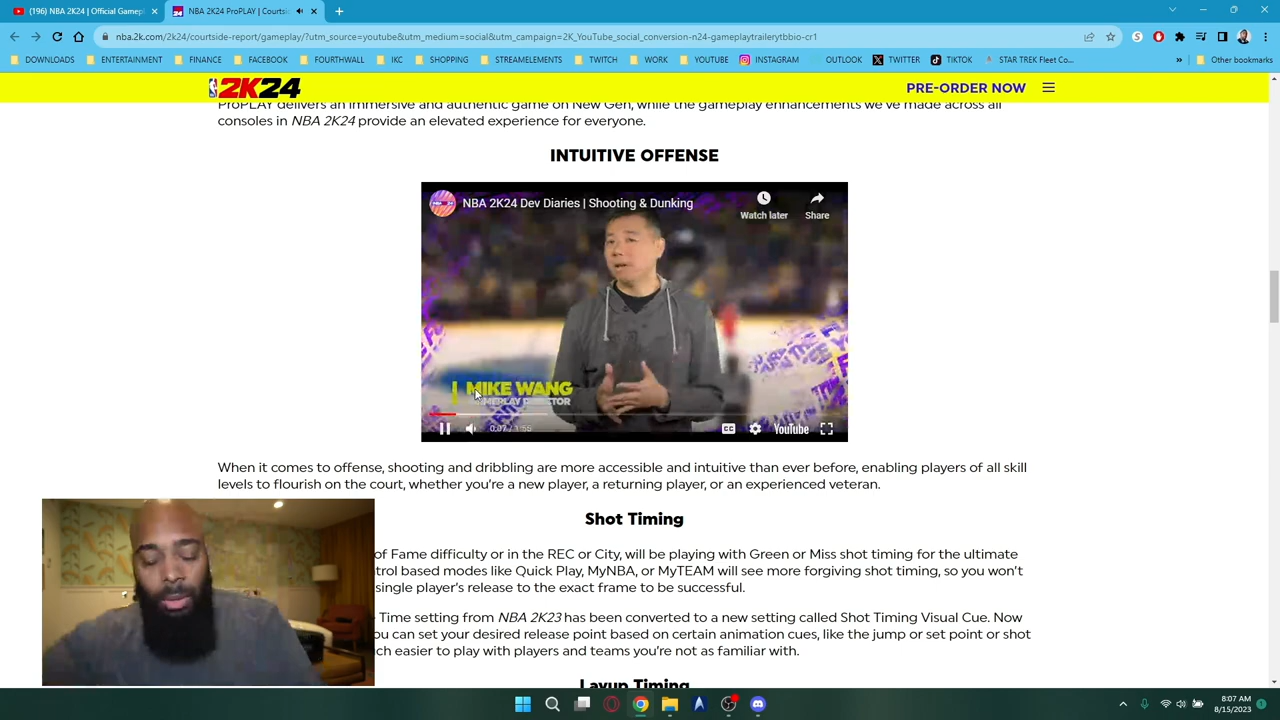 (196) NBA 2K24 | Official Gamepl
NBA 2K24 ProPLAY | Courtsid
nba.2k.com/2k24/courtside-report/gameplay/?utm_source=youtube&utm_medium=social&utm_campaign=2K_YouTube_social_conversion-n24-gameplaytrailerytbbio-cr1
DOWNLOADS
ENTERTAINMENT
FINANCE
FACEBOOK
FOURTHWALL
IKC
SHOPPING
STREAMELEMENTS
TWITCH
WORK
YOUTUBE
INSTAGRAM
OUTLOOK
TWITTER
TIKTOK
STAR TREK Fleet Co...
»
Other bookmarks
2K24
PRE-ORDER NOW
ProPLAY delivers an immersive and authentic game on New Gen, while the gameplay enhancements we've made across all
consoles in NBA 2K24 provide an elevated experience for everyone.
INTUITIVE OFFENSE
NBA 2K24 Dev Diaries | Shooting & Dunking
Watch later
Share
MIKE WANG
GAMEPLAY DIRECTOR
0:07 / 1:55
CC
YouTube
When it comes to offense, shooting and dribbling are more accessible and intuitive than ever before, enabling players of all skill
levels to flourish on the court, whether you're a new player, a returning player, or an experienced veteran.
Shot Timing
of Fame difficulty or in the REC or City, will be playing with Green or Miss shot timing for the ultimate
trol based modes like Quick Play, MyNBA, or MyTEAM will see more forgiving shot timing, so you won't
single player's release to the exact frame to be successful.
Time setting from NBA 2K23 has been converted to a new setting called Shot Timing Visual Cue. Now
ou can set your desired release point based on certain animation cues, like the jump or set point or shot
ch easier to play with players and teams you're not as familiar with.
Layup Timing
8:07 AM
8/15/2023